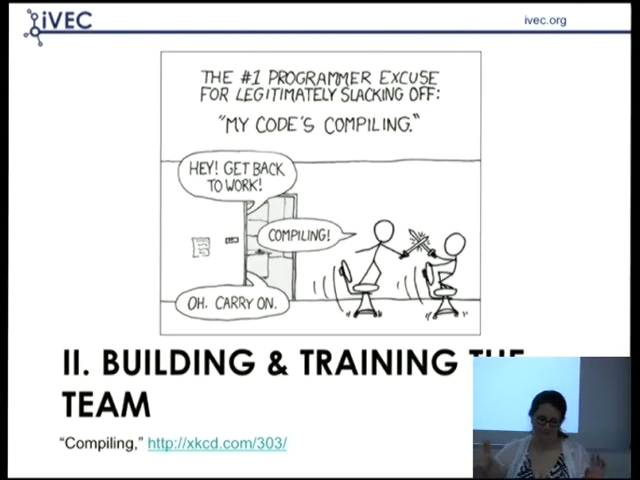 iVEC
ivec.org
THE #1 PROGRAMMER EXCUSE
FOR LEGITIMATELY SLACKING OFF:
"MY CODE'S COMPILING."
HEY! GET BACK
TO WORK!
COMPILING!
OH. CARRY ON.
II. BUILDING & TRAINING THE
TEAM
"Compiling," http://xkcd.com/303/